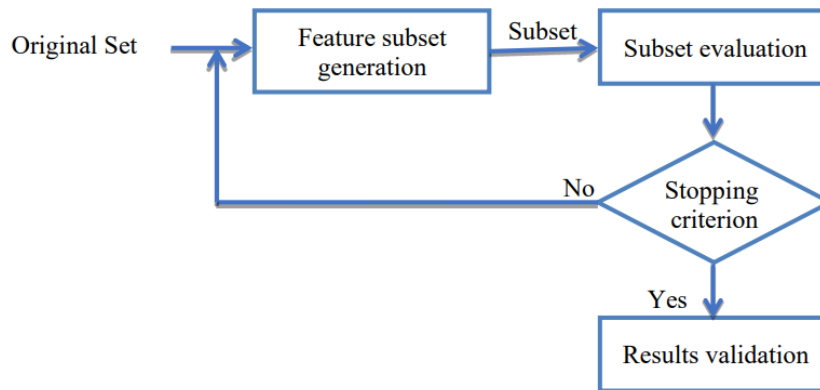 Original Set
Feature subset
generation
Subset
Subset evaluation
No
Stopping
criterion
Yes
Results validation